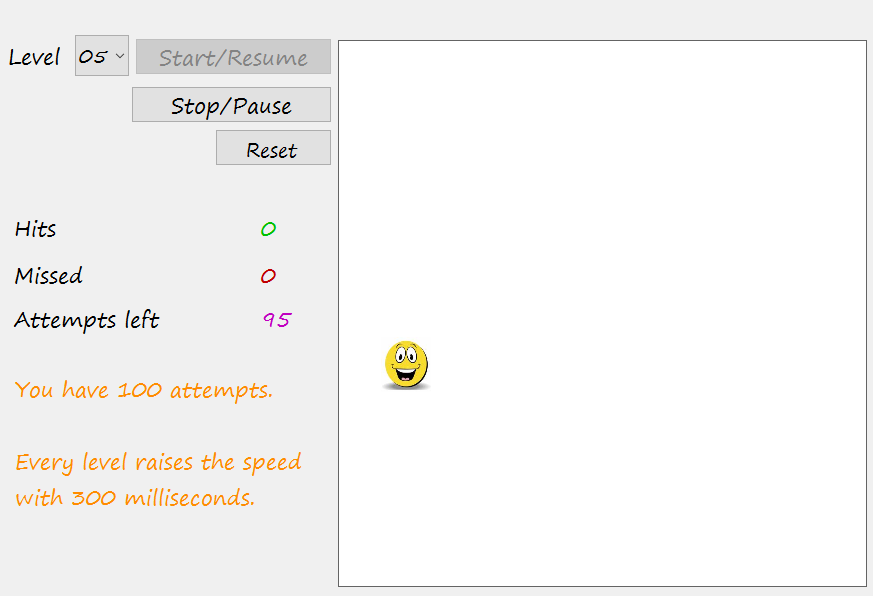 Level 05 Start/Resume
Stop/Pause
Reset
Hits 0
Missed 0
Attempts left 95
You have 100 attempts.
Every level raises the speed
with 300 milliseconds.